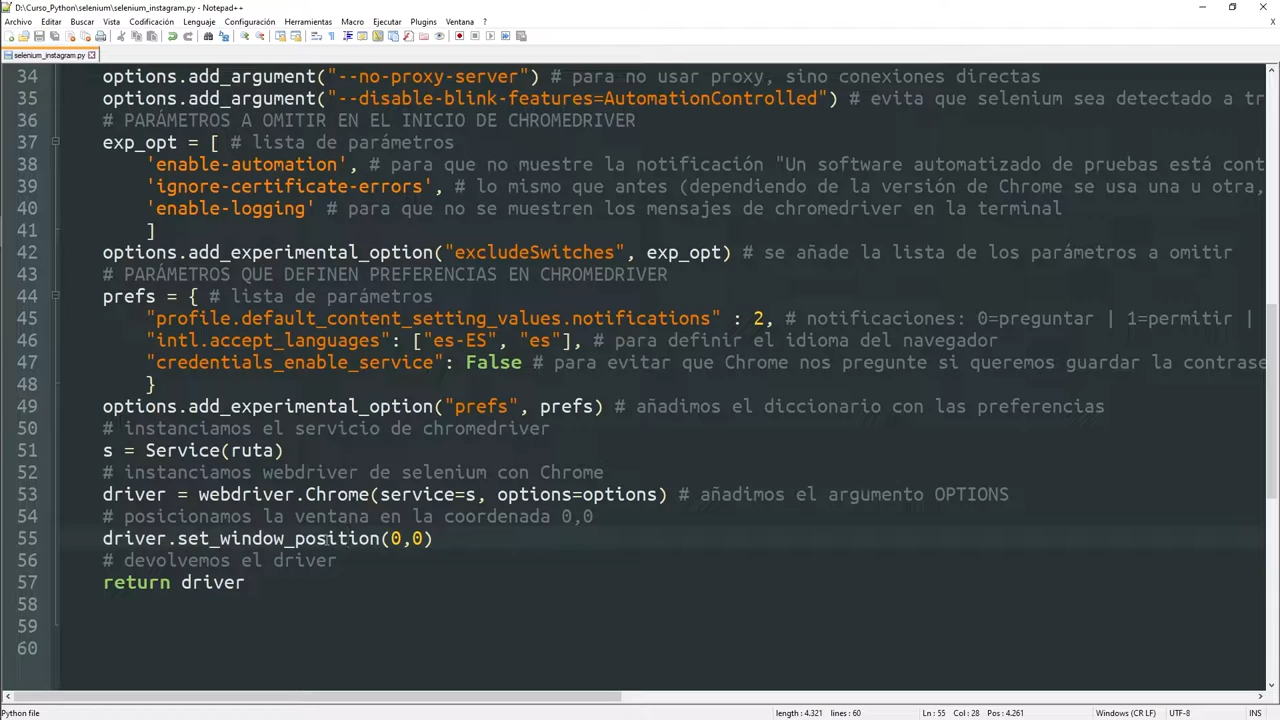 D:\Curso_Python\selenium\selenium_instagram.py - Notepad++
Archivo Editar Buscar Vista Codificación Lenguaje Configuración Herramientas Macro Ejecutar Plugins Ventana ?
selenium_instagram.py
34 options.add_argument("--no-proxy-server") # para no usar proxy, sino conexiones directas
35 options.add_argument("--disable-blink-features=AutomationControlled") # evita que selenium sea detectado a tr
36 # PARÁMETROS A OMITIR EN EL INICIO DE CHROMEDRIVER
37 exp_opt = [ # lista de parámetros
38 'enable-automation', # para que no muestre la notificación "Un software automatizado de pruebas está cont
39 'ignore-certificate-errors', # lo mismo que antes (dependiendo de la versión de Chrome se usa una u otra,
40 'enable-logging' # para que no se muestren los mensajes de chromedriver en la terminal
41 ]
42 options.add_experimental_option("excludeSwitches", exp_opt) # se añade la lista de los parámetros a omitir
43 # PARÁMETROS QUE DEFINEN PREFERENCIAS EN CHROMEDRIVER
44 prefs = { # lista de parámetros
45 "profile.default_content_setting_values.notifications" : 2, # notificaciones: 0=preguntar | 1=permitir |
46 "intl.accept_languages": ["es-ES", "es"], # para definir el idioma del navegador
47 "credentials_enable_service": False # para evitar que Chrome nos pregunte si queremos guardar la contrase
48 }
49 options.add_experimental_option("prefs", prefs) # añadimos el diccionario con las preferencias
50 # instanciamos el servicio de chromedriver
51 s = Service(ruta)
52 # instanciamos webdriver de selenium con Chrome
53 driver = webdriver.Chrome(service=s, options=options) # añadimos el argumento OPTIONS
54 # posicionamos la ventana en la coordenada 0,0
55 driver.set_window_position(0,0)
56 # devolvemos el driver
57 return driver
58
59
60
Python file length : 4.321 lines : 60 Ln : 55 Col : 28 Pos : 4.261 Windows (CR LF) UTF-8 INS